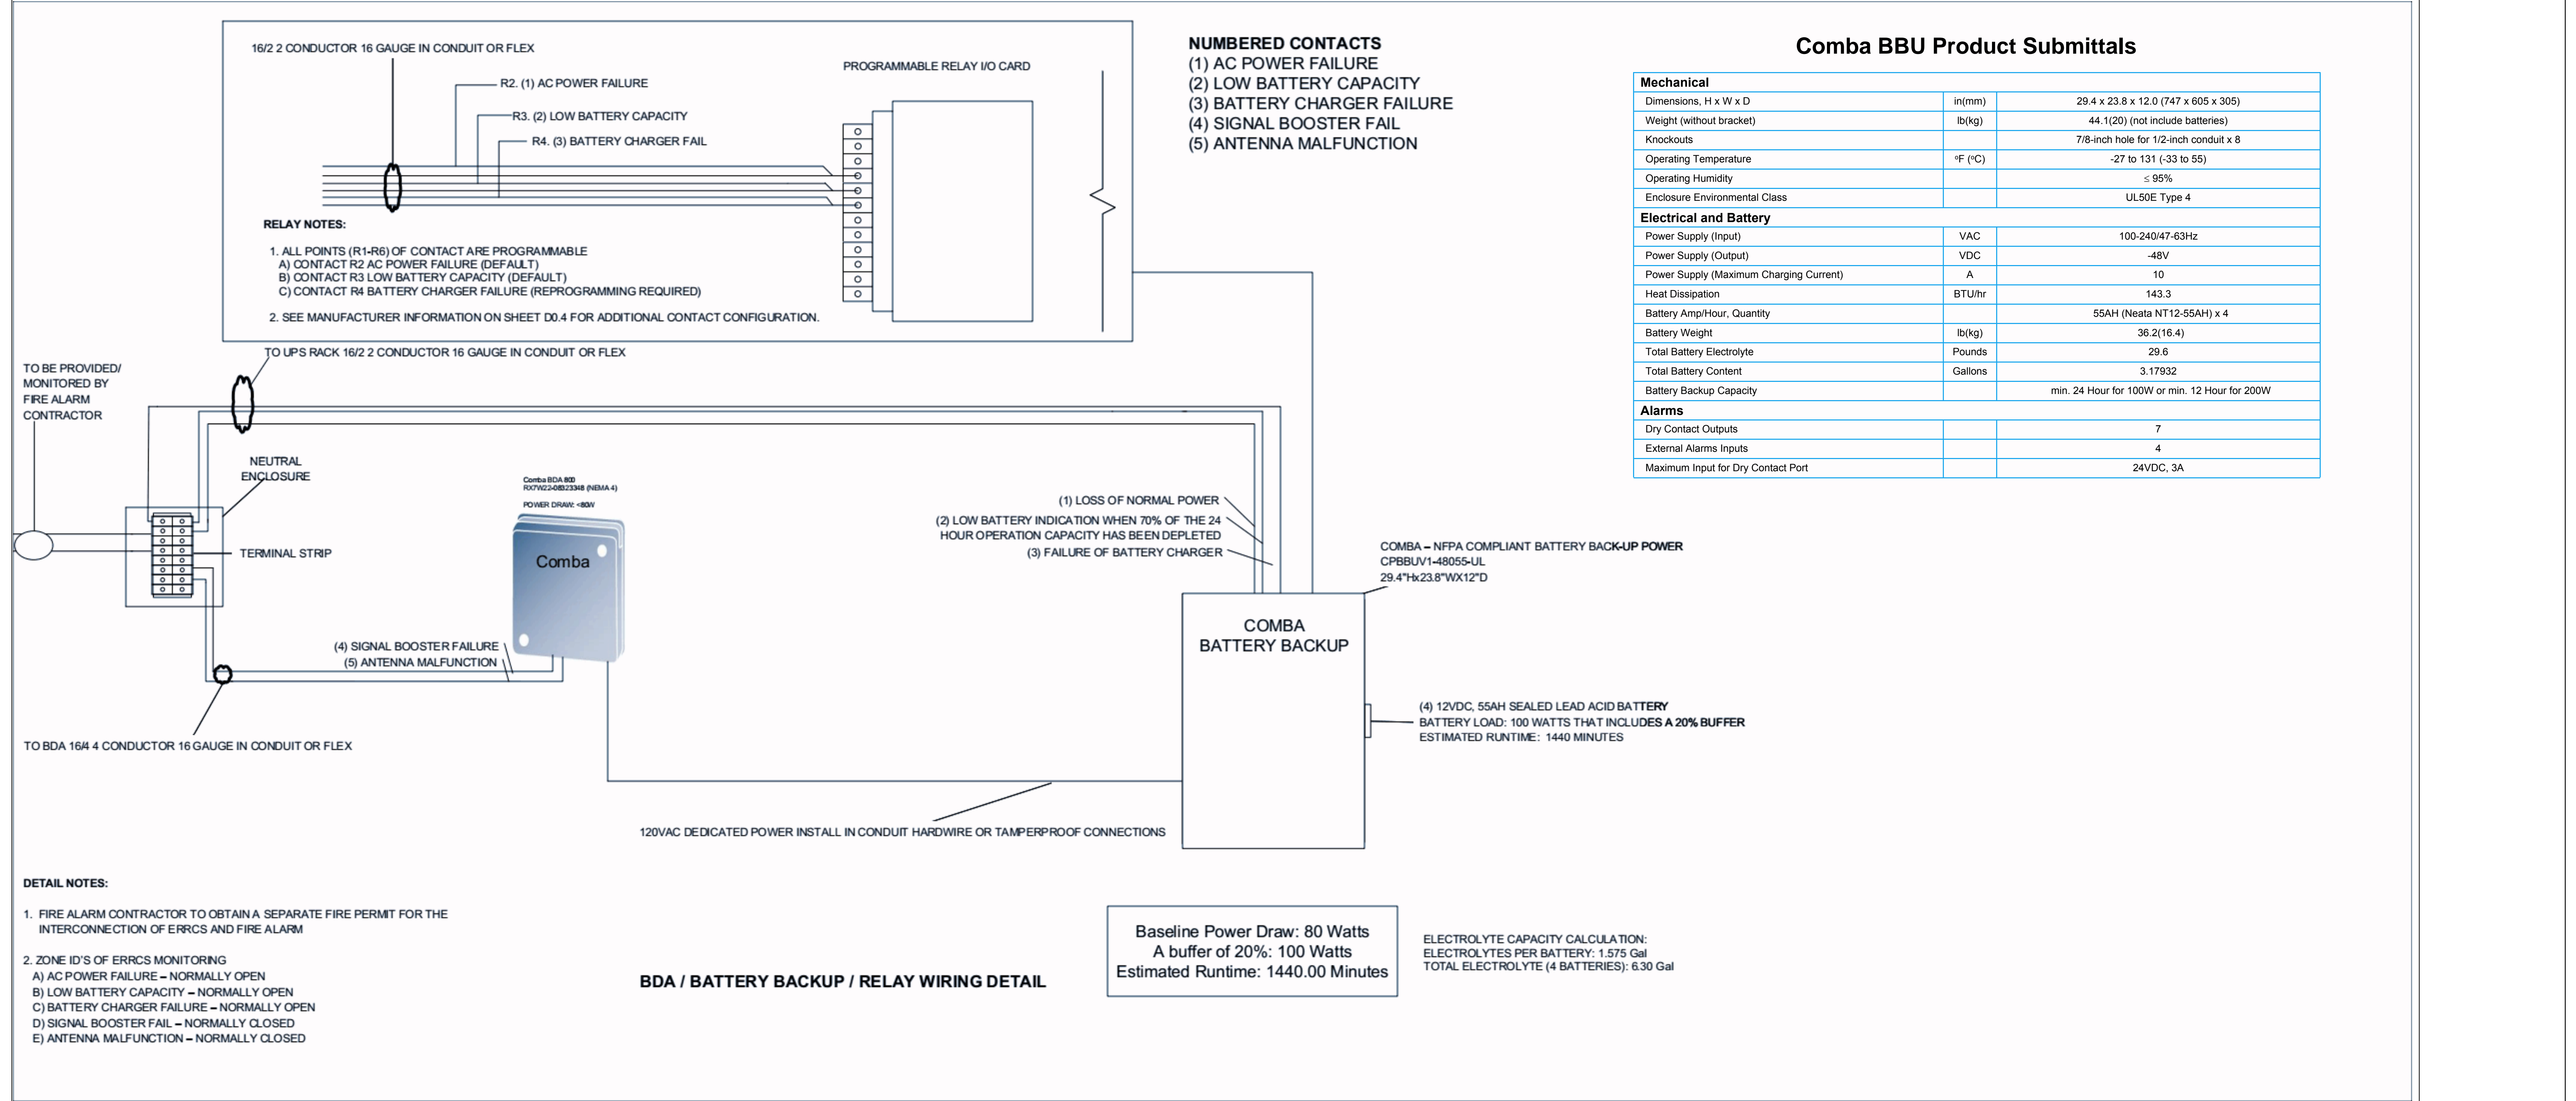 16/2 2 CONDUCTOR 16 GAUGE IN CONDUIT OR FLEX
R2. (1) AC POWER FAILURE
R3. (2) LOW BATTERY CAPACITY
R4. (3) BATTERY CHARGER FAIL
PROGRAMMABLE RELAY I/O CARD
RELAY NOTES:
1. ALL POINTS (R1-R6) OF CONTACT ARE PROGRAMMABLE
A) CONTACT R2 AC POWER FAILURE (DEFAULT)
B) CONTACT R3 LOW BATTERY CAPACITY (DEFAULT)
C) CONTACT R4 BATTERY CHARGER FAILURE (REPROGRAMMING REQUIRED)
2. SEE MANUFACTURER INFORMATION ON SHEET D0.4 FOR ADDITIONAL CONTACT CONFIGURATION.
NUMBERED CONTACTS
(1) AC POWER FAILURE
(2) LOW BATTERY CAPACITY
(3) BATTERY CHARGER FAILURE
(4) SIGNAL BOOSTER FAIL
(5) ANTENNA MALFUNCTION
Comba BBU Product Submittals
Mechanical
Dimensions, H x W x D in(mm) 29.4 x 23.8 x 12.0 (747 x 605 x 305)
Weight (without bracket) lb(kg) 44.1(20) (not include batteries)
Knockouts 7/8-inch hole for 1/2-inch conduit x 8
Operating Temperature ºF (ºC) -27 to 131 (-33 to 55)
Operating Humidity ≤ 95%
Enclosure Environmental Class UL50E Type 4
Electrical and Battery
Power Supply (Input) VAC 100-240/47-63Hz
Power Supply (Output) VDC -48V
Power Supply (Maximum Charging Current) A 10
Heat Dissipation BTU/hr 143.3
Battery Amp/Hour, Quantity 55AH (Neata NT12-55AH) x 4
Battery Weight lb(kg) 36.2(16.4)
Total Battery Electrolyte Pounds 29.6
Total Battery Content Gallons 3.17932
Battery Backup Capacity min. 24 Hour for 100W or min. 12 Hour for 200W
Alarms
Dry Contact Outputs 7
External Alarms Inputs 4
Maximum Input for Dry Contact Port 24VDC, 3A
TO UPS RACK 16/2 2 CONDUCTOR 16 GAUGE IN CONDUIT OR FLEX
TO BE PROVIDED/
MONITORED BY
FIRE ALARM
CONTRACTOR
NEUTRAL
ENCLOSURE
TERMINAL STRIP
Comba BDA 800
RX7W22-08323348 (NEMA 4)
POWER DRAW: <80W
Comba
(4) SIGNAL BOOSTER FAILURE
(5) ANTENNA MALFUNCTION
TO BDA 16/4 4 CONDUCTOR 16 GAUGE IN CONDUIT OR FLEX
(1) LOSS OF NORMAL POWER
(2) LOW BATTERY INDICATION WHEN 70% OF THE 24
HOUR OPERATION CAPACITY HAS BEEN DEPLETED
(3) FAILURE OF BATTERY CHARGER
COMBA – NFPA COMPLIANT BATTERY BACK-UP POWER
CPBBUV1-48055-UL
29.4"Hx23.8"WX12"D
COMBA
BATTERY BACKUP
(4) 12VDC, 55AH SEALED LEAD ACID BATTERY
BATTERY LOAD: 100 WATTS THAT INCLUDES A 20% BUFFER
ESTIMATED RUNTIME: 1440 MINUTES
120VAC DEDICATED POWER INSTALL IN CONDUIT HARDWIRE OR TAMPERPROOF CONNECTIONS
DETAIL NOTES:
1. FIRE ALARM CONTRACTOR TO OBTAIN A SEPARATE FIRE PERMIT FOR THE
INTERCONNECTION OF ERRCS AND FIRE ALARM
2. ZONE ID'S OF ERRCS MONITORING
A) AC POWER FAILURE – NORMALLY OPEN
B) LOW BATTERY CAPACITY – NORMALLY OPEN
C) BATTERY CHARGER FAILURE – NORMALLY OPEN
D) SIGNAL BOOSTER FAIL – NORMALLY CLOSED
E) ANTENNA MALFUNCTION – NORMALLY CLOSED
BDA / BATTERY BACKUP / RELAY WIRING DETAIL
Baseline Power Draw: 80 Watts
A buffer of 20%: 100 Watts
Estimated Runtime: 1440.00 Minutes
ELECTROLYTE CAPACITY CALCULATION:
ELECTROLYTES PER BATTERY: 1.575 Gal
TOTAL ELECTROLYTE (4 BATTERIES): 6.30 Gal